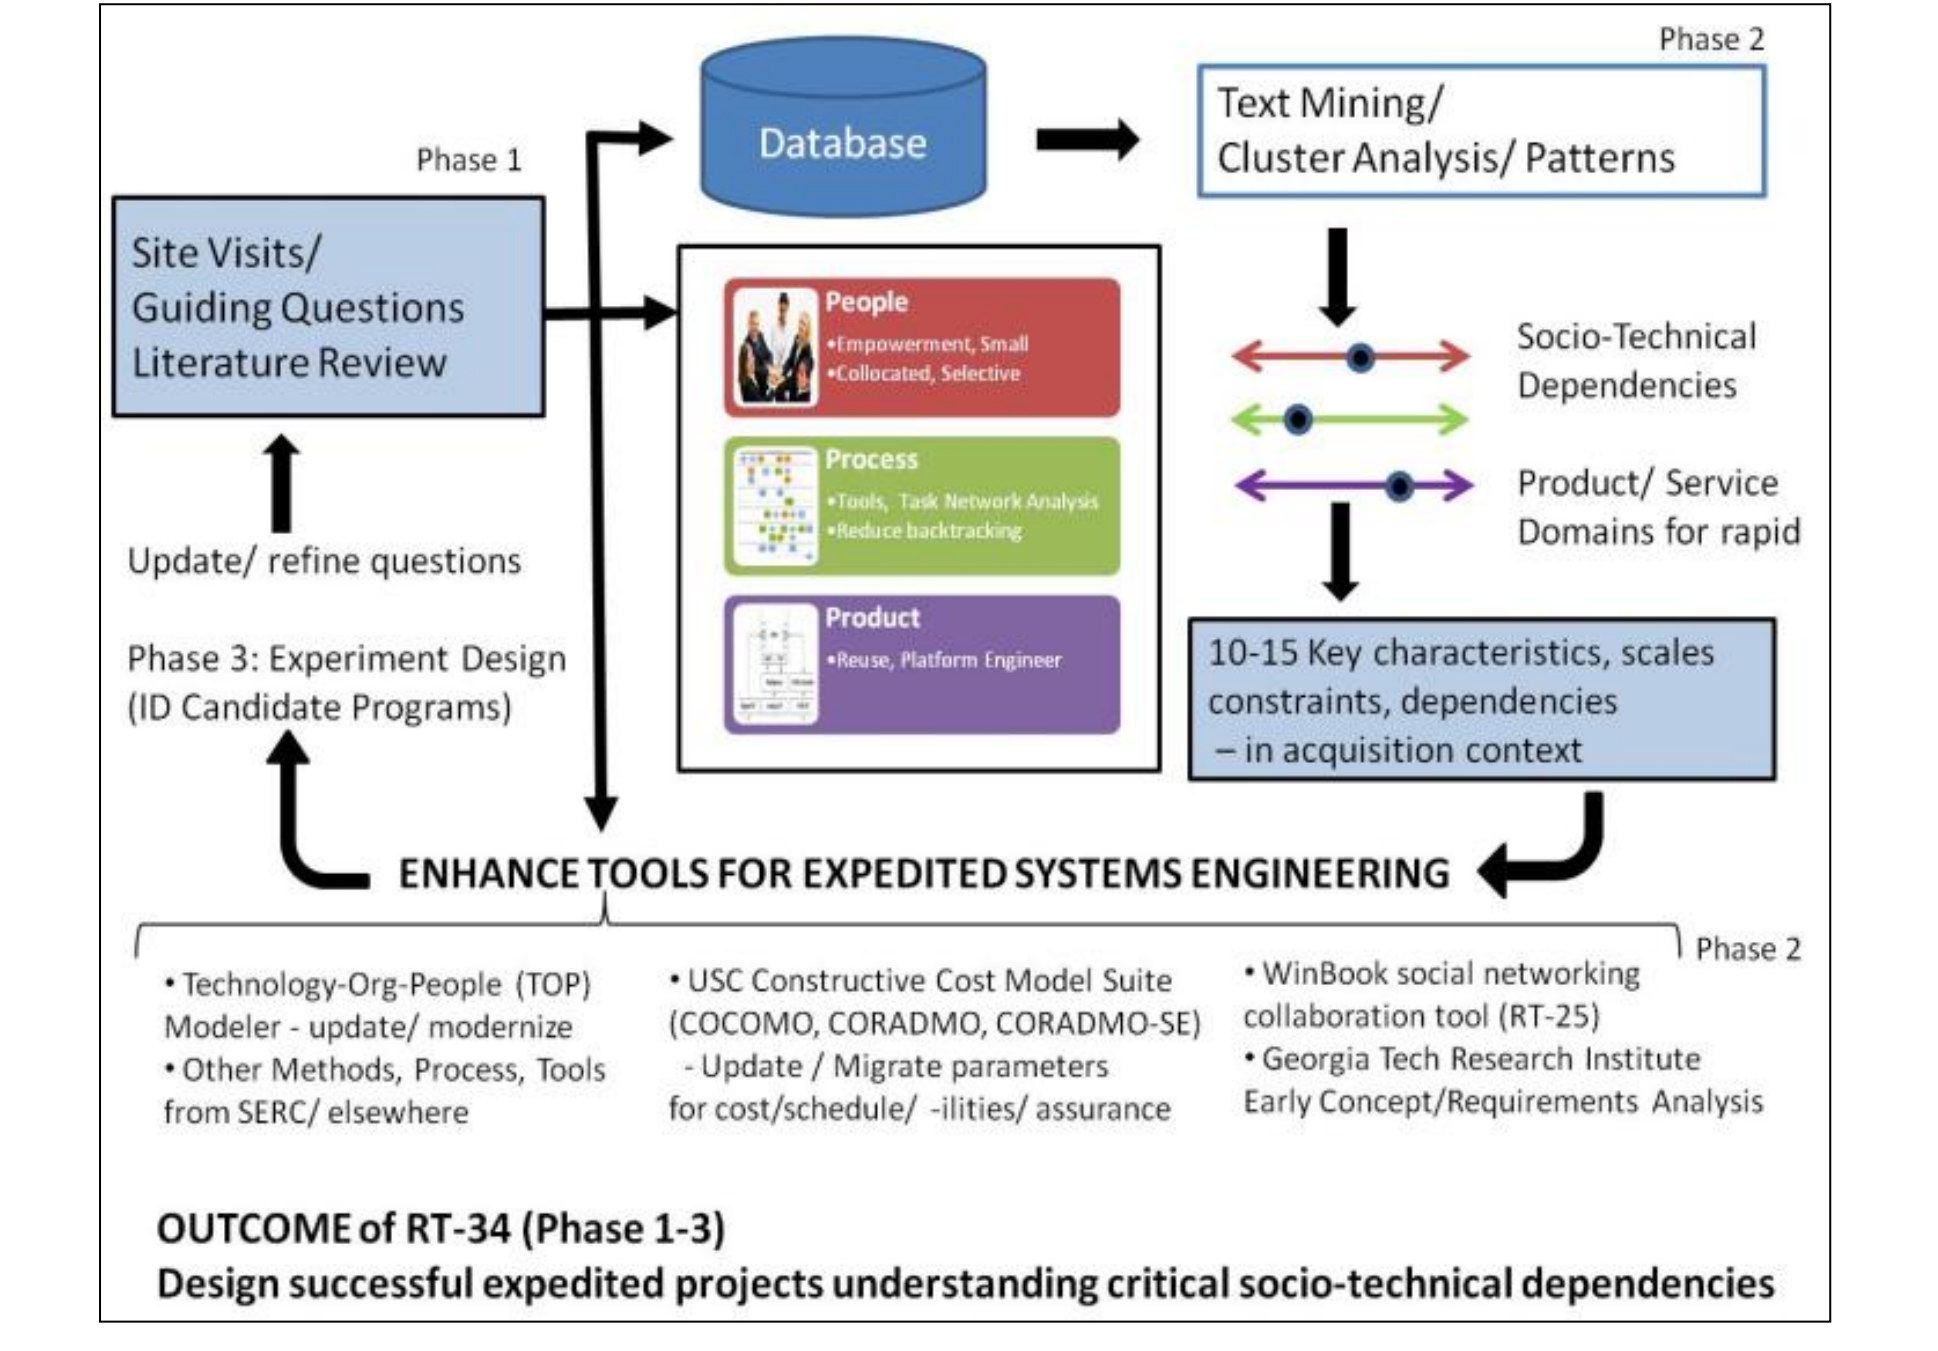 Phase 2
Database
Text Mining/
Cluster Analysis/ Patterns
Phase 1
Site Visits/
Guiding Questions
Literature Review
People
•Empowerment, Small
•Collocated, Selective
Process
•Tools, Task Network Analysis
•Reduce backtracking
Product
•Reuse, Platform Engineer
Socio-Technical
Dependencies
Product/ Service
Domains for rapid
Update/ refine questions
Phase 3: Experiment Design
(ID Candidate Programs)
10-15 Key characteristics, scales
constraints, dependencies
– in acquisition context
ENHANCE TOOLS FOR EXPEDITED SYSTEMS ENGINEERING
Phase 2
• Technology-Org-People (TOP)
Modeler - update/ modernize
• Other Methods, Process, Tools
from SERC/ elsewhere
• USC Constructive Cost Model Suite
(COCOMO, CORADMO, CORADMO-SE)
- Update / Migrate parameters
for cost/schedule/ -ilities/ assurance
• WinBook social networking
collaboration tool (RT-25)
• Georgia Tech Research Institute
Early Concept/Requirements Analysis
OUTCOME of RT-34 (Phase 1-3)
Design successful expedited projects understanding critical socio-technical dependencies